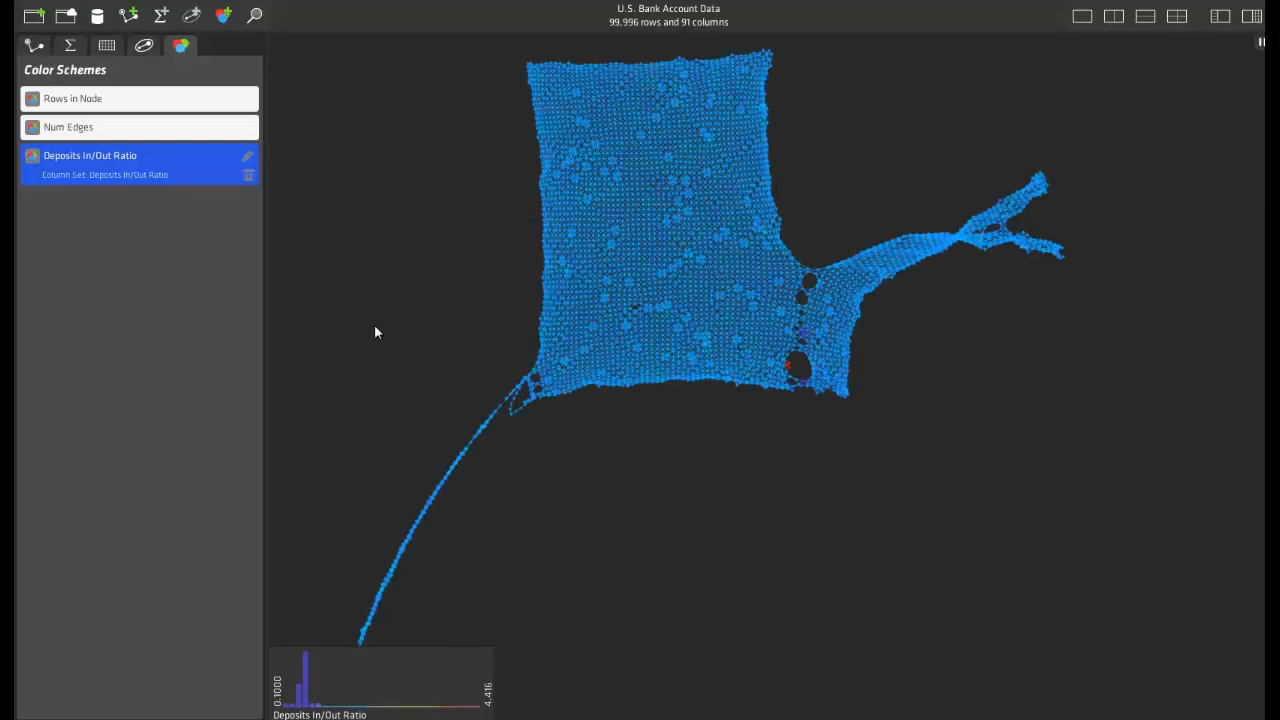 U.S. Bank Account Data
99,996 rows and 91 columns
Color Schemes
Rows in Node
Num Edges
Deposits In/Out Ratio
Column Set: Deposits In/Out Ratio
0.1000
4.416
Deposits In/Out Ratio